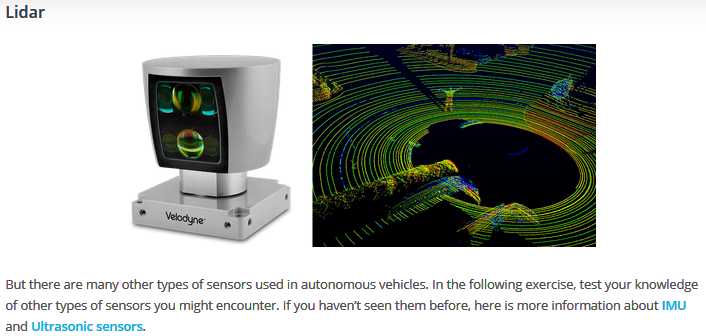 Lidar
Velodyne
But there are many other types of sensors used in autonomous vehicles. In the following exercise, test your knowledge
of other types of sensors you might encounter. If you haven’t seen them before, here is more information about IMU
and Ultrasonic sensors.